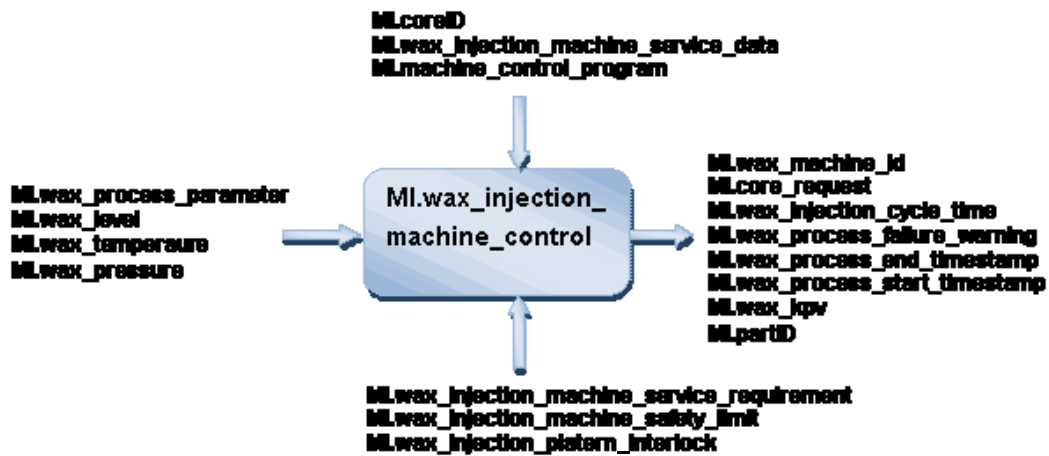 MI.coreID
MI.wax_injection_machine_service_data
MI.machine_control_program
MI.wax_process_parameter
MI.wax_level
MI.wax_temperaure
MI.wax_pressure
MI.wax_injection_
machine_control
MI.wax_machine_id
MI.core_request
MI.wax_injection_cycle_time
MI.wax_process_failure_warning
MI.wax_process_end_timestamp
MI.wax_process_start_timestamp
MI.wax_kpv
MI.partID
MI.wax_injection_machine_service_requirement
MI.wax_injection_machine_safety_limit
MI.wax_injection_platern_interlock